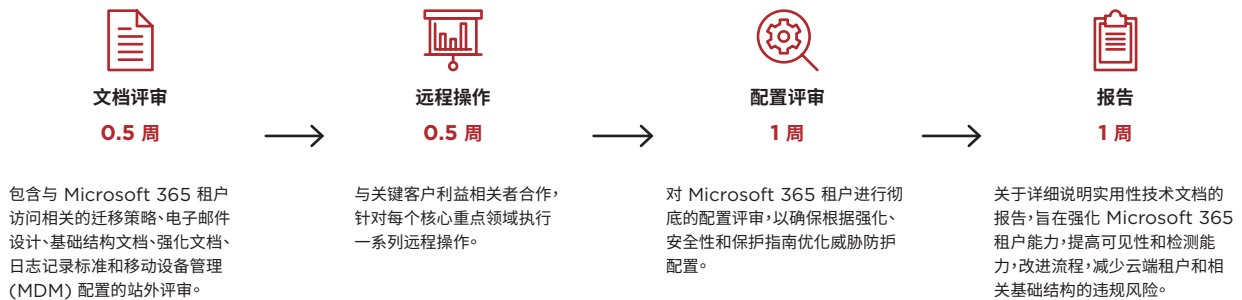 文档评审
0.5 周
包含与 Microsoft 365 租户
访问相关的迁移策略、电子邮件
设计、基础结构文档、强化文档、
日志记录标准和移动设备管理
(MDM) 配置的站外评审。
远程操作
0.5 周
与关键客户利益相关者合作，
针对每个核心重点领域执行
一系列远程操作。
配置评审
1 周
对 Microsoft 365 租户进行彻
底的配置评审，以确保根据强化、
安全性和保护指南优化威胁防护
配置。
报告
1 周
关于详细说明实用性技术文档的
报告，旨在强化 Microsoft 365
租户能力，提高可见性和检测能
力，改进流程，减少云端租户和相
关基础结构的违规风险。